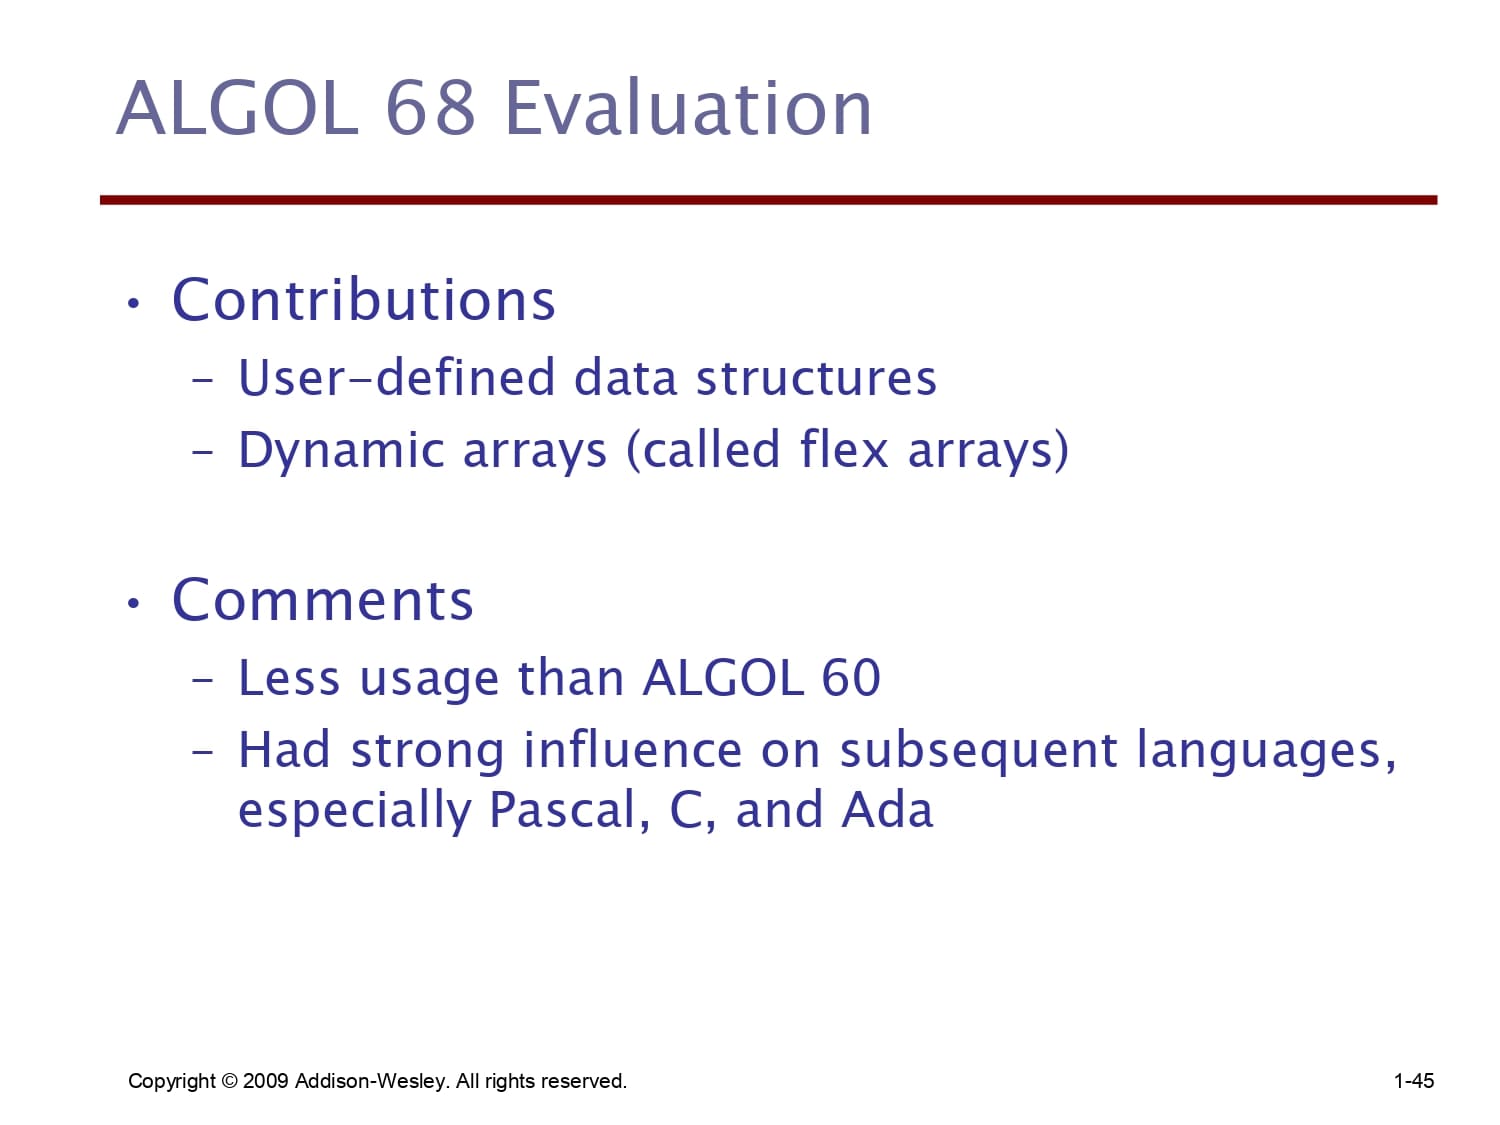 ALGOL 68 Evaluation
• Contributions
– User-defined data structures
– Dynamic arrays (called flex arrays)
• Comments
– Less usage than ALGOL 60
– Had strong influence on subsequent languages,
especially Pascal, C, and Ada
Copyright © 2009 Addison-Wesley. All rights reserved.
1-45